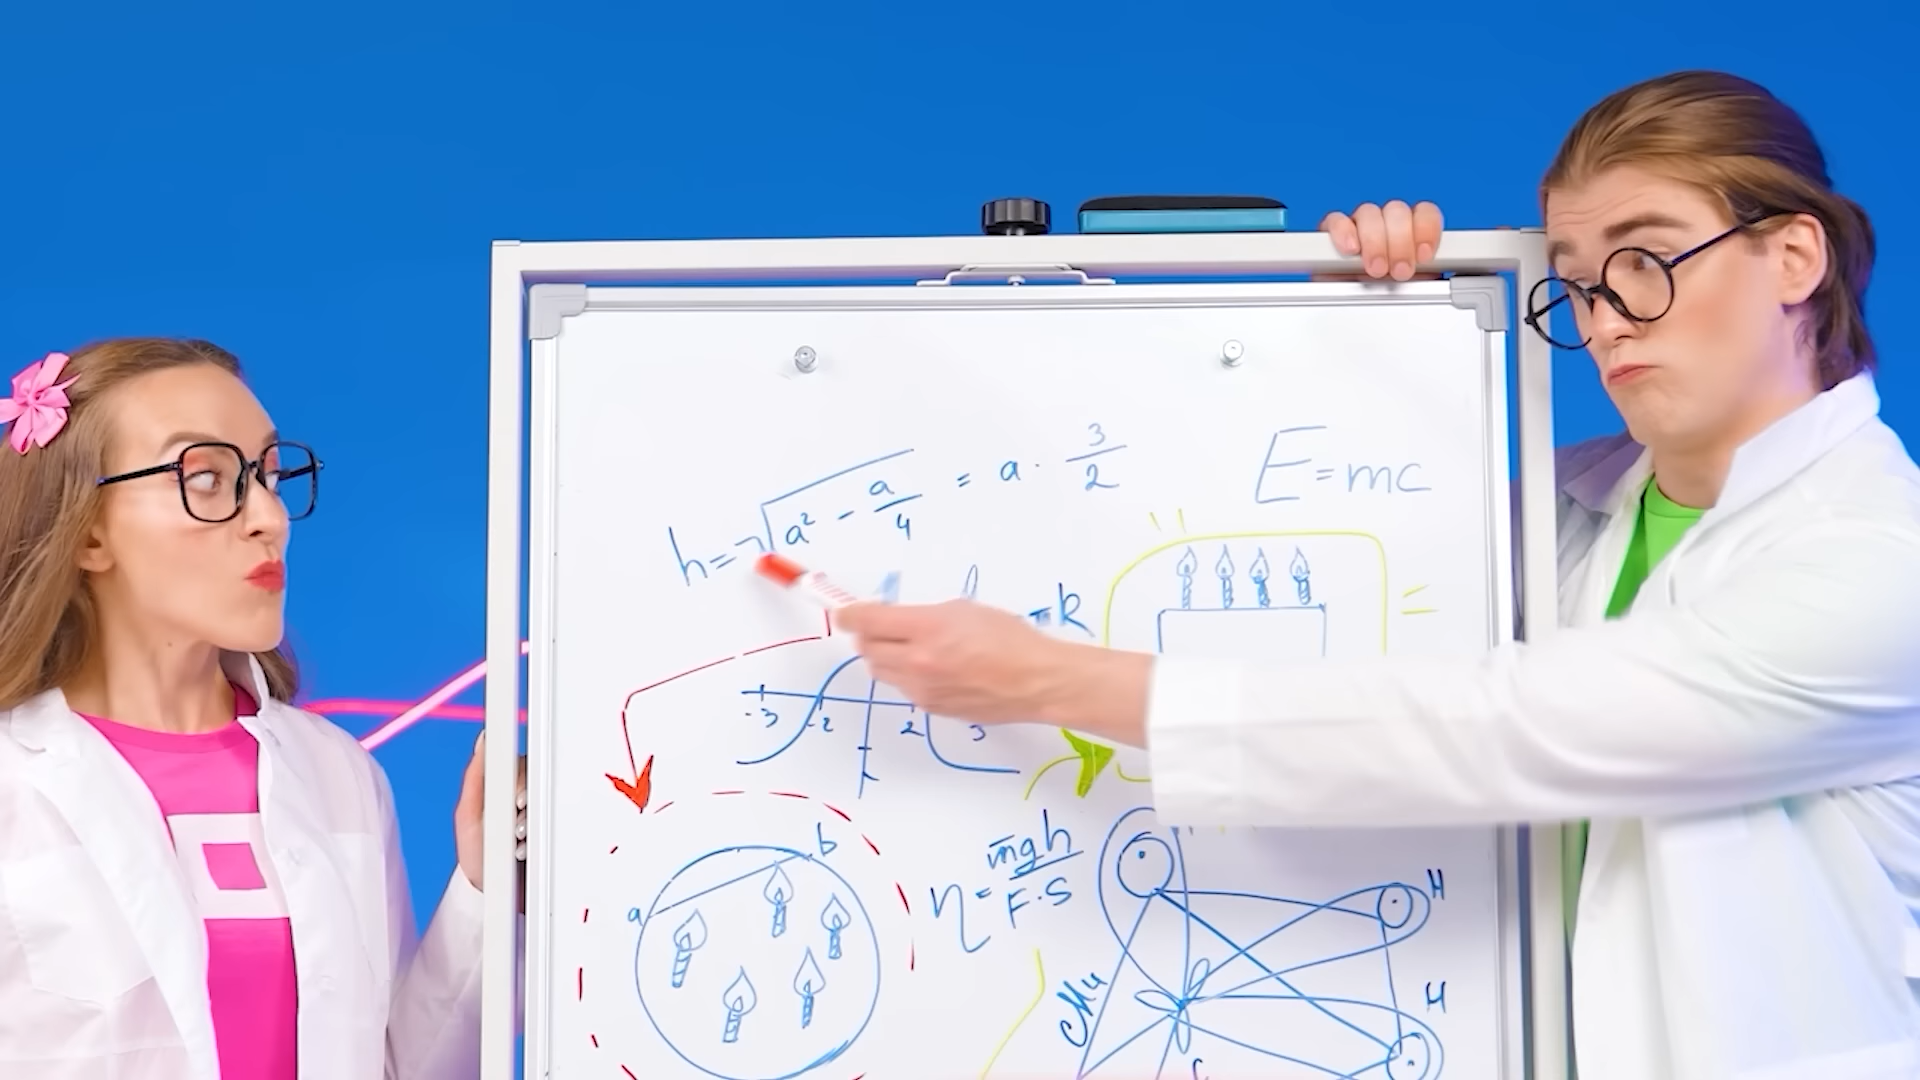 h = √a² - a/4 = a · 3/2
E = mc
-3 -2 2 3
b
a
η = mgh/F·S
H
H